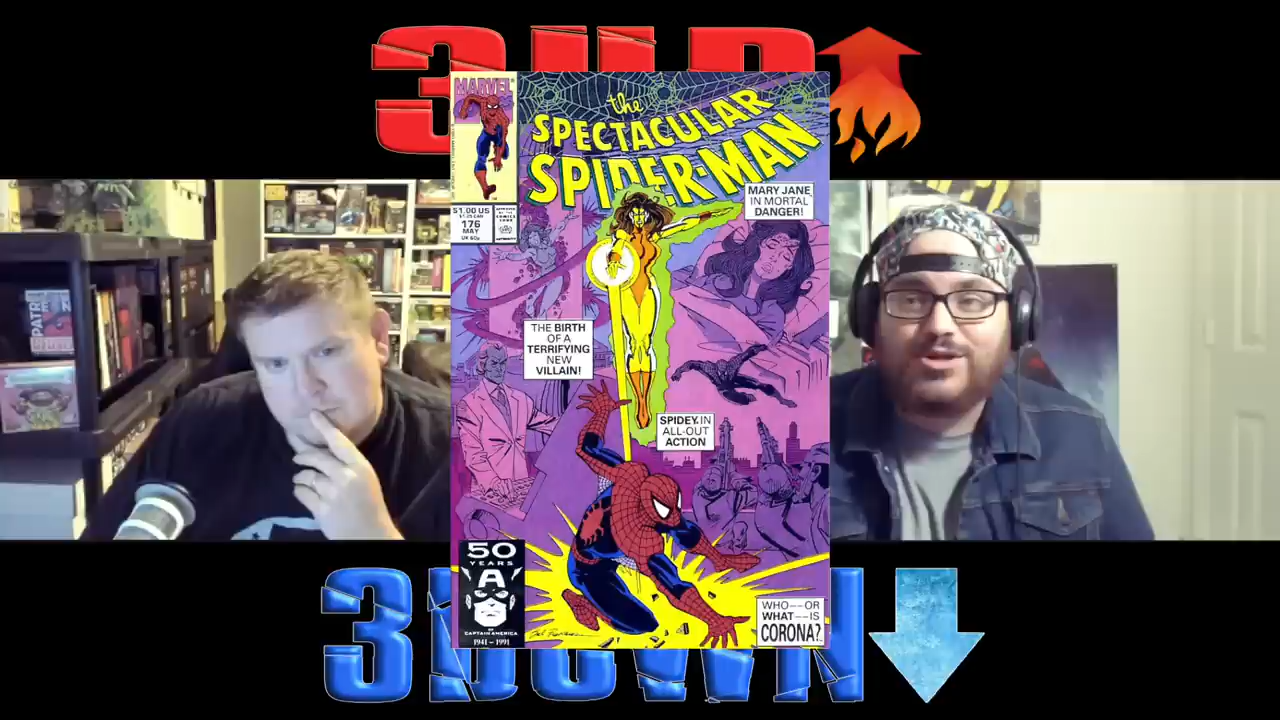 3UP
MARVEL
the
SPECTACULAR
SPIDER-MAN
$1.00 US
176
MAY
MARY JANE
IN MORTAL
DANGER!
THE BIRTH
OF A
TERRIFYING
NEW
VILLAIN!
SPIDEY IN
ALL-OUT
ACTION
50
YEARS
A
OF
CAPTAIN AMERICA
1941-1991
WHO--OR
WHAT--IS
CORONA?
3DOWN